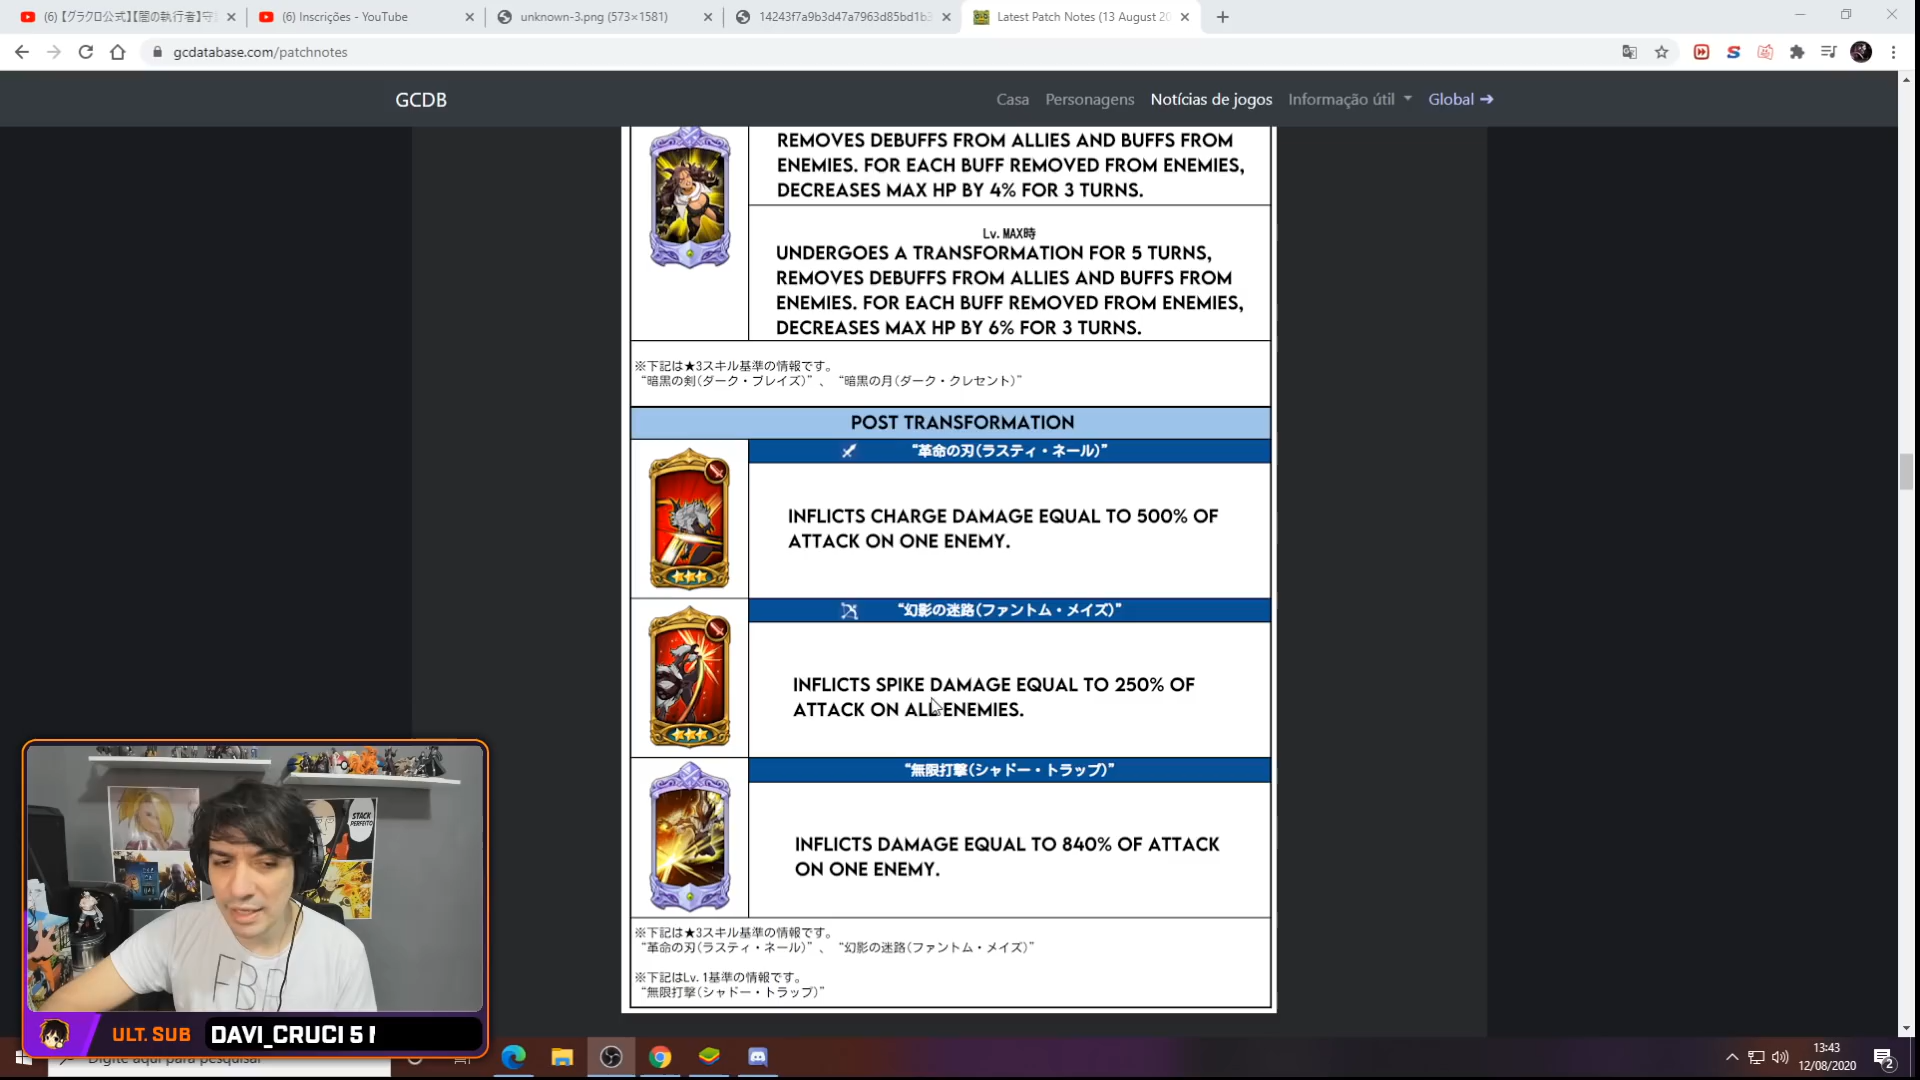 (6)【グラクロ公式】【闇の執行者】守
(6) Inscrições - YouTube
unknown-3.png (573×1581)
14243f7a9b3d47a7963d85bd1b3
Latest Patch Notes (13 August 20
gcdatabase.com/patchnotes
GCDB
Casa Personagens Notícias de jogos Informação útil Global →
REMOVES DEBUFFS FROM ALLIES AND BUFFS FROM
ENEMIES. FOR EACH BUFF REMOVED FROM ENEMIES,
DECREASES MAX HP BY 4% FOR 3 TURNS.
Lv. MAX時
UNDERGOES A TRANSFORMATION FOR 5 TURNS,
REMOVES DEBUFFS FROM ALLIES AND BUFFS FROM
ENEMIES. FOR EACH BUFF REMOVED FROM ENEMIES,
DECREASES MAX HP BY 6% FOR 3 TURNS.
※下記は★3スキル基準の情報です。
“暗黒の剣(ダーク・ブレイズ)”、 “暗黒の月(ダーク・クレセント)”
POST TRANSFORMATION
“革命の刃(ラスティ・ネール)”
INFLICTS CHARGE DAMAGE EQUAL TO 500% OF
ATTACK ON ONE ENEMY.
“幻影の迷路(ファントム・メイズ)”
INFLICTS SPIKE DAMAGE EQUAL TO 250% OF
ATTACK ON ALL ENEMIES.
“無限打撃(シャドー・トラップ)”
INFLICTS DAMAGE EQUAL TO 840% OF ATTACK
ON ONE ENEMY.
※下記は★3スキル基準の情報です。
“革命の刃(ラスティ・ネール)”、 “幻影の迷路(ファントム・メイズ)”
※下記はLv. 1基準の情報です。
“無限打撃(シャドー・トラップ)”
STACK
PERFEITO
FBR
ULT. SUB DAVI_CRUCI 5
Digite aqui para pesquisar
13:43
12/08/2020
2